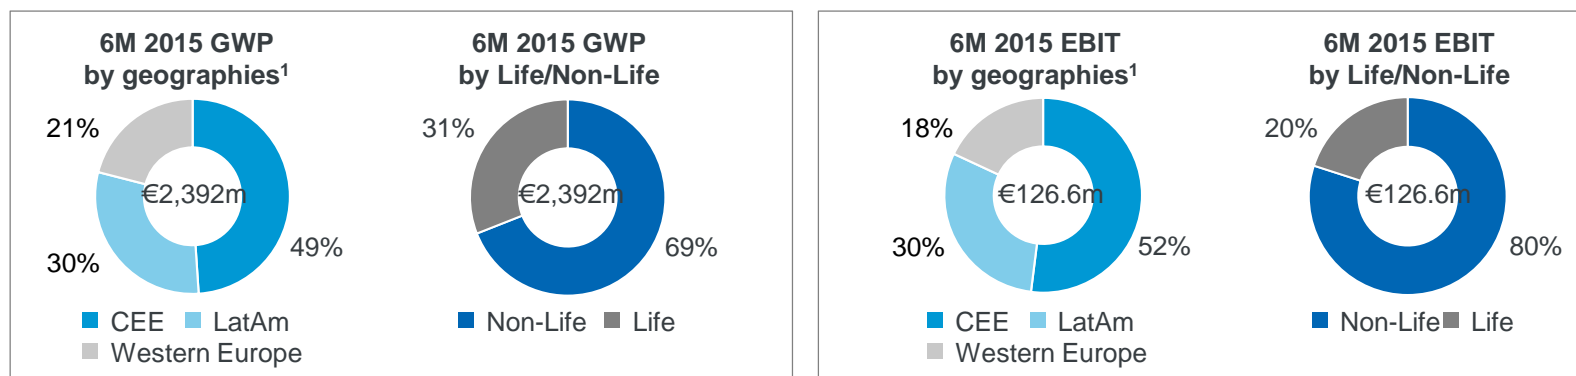 6M 2015 GWP
by geographies¹
21%
€2,392m
30%
49%
CEE LatAm
Western Europe
6M 2015 GWP
by Life/Non-Life
31%
€2,392m
69%
Non-Life Life
6M 2015 EBIT
by geographies¹
18%
€126.6m
30%
52%
CEE LatAm
Western Europe
6M 2015 EBIT
by Life/Non-Life
20%
€126.6m
80%
Non-Life Life